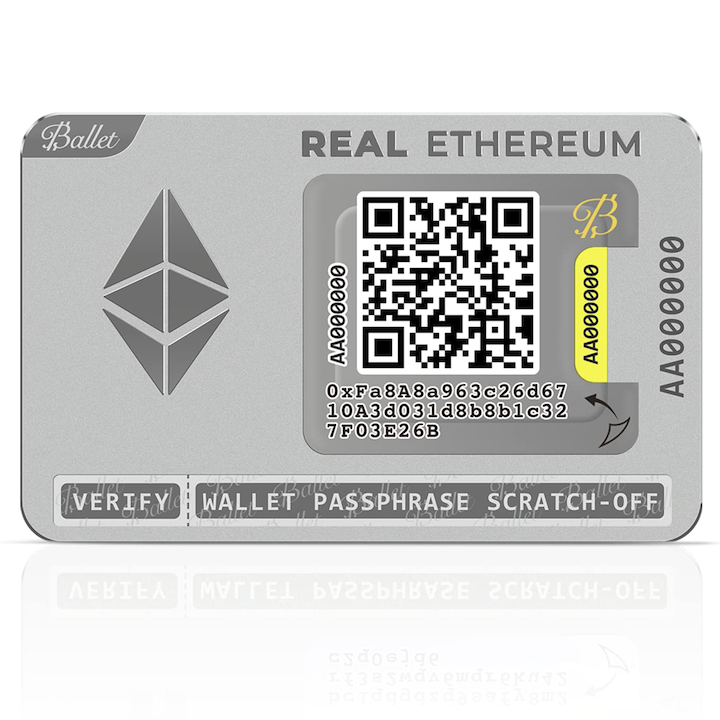 Ballet
REAL ETHEREUM
B
AA000000
AA000000
AA000000
0xFa8A8a963c26d67
10A3d031d8b8b1c32
7F03E26B
VERIFY WALLET PASSPHRASE SCRATCH-OFF